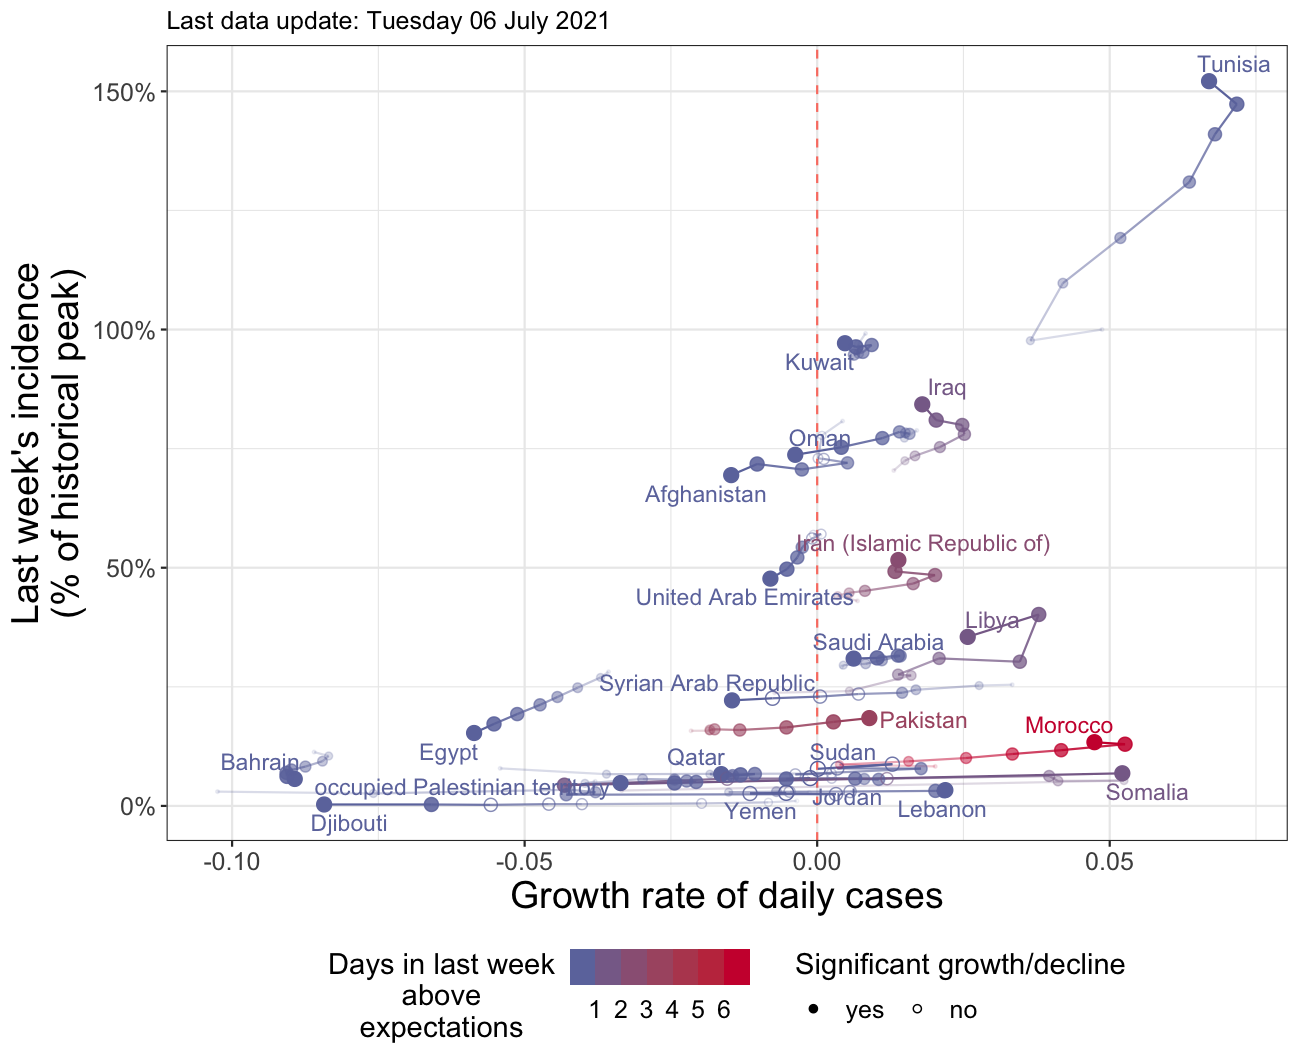 Last data update: Tuesday 06 July 2021
Last week's incidence
(% of historical peak)
150%
100%
50%
0%
Tunisia
Kuwait
Iraq
Oman
Afghanistan
Iran (Islamic Republic of)
United Arab Emirates
Libya
Saudi Arabia
Syrian Arab Republic
Pakistan
Morocco
Egypt
Bahrain
Qatar
Sudan
occupied Palestinian territory
Somalia
Jordan
Yemen
Lebanon
Djibouti
-0.10
-0.05
0.00
0.05
Growth rate of daily cases
Days in last week
above
expectations
1 2 3 4 5 6
Significant growth/decline
yes
no